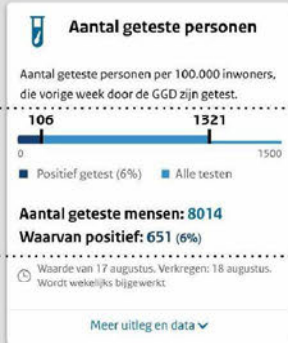 Aantal geteste personen
Aantal geteste personen per 100.000 inwoners,
die vorige week door de GGD zijn getest.
106 1321
0 1500
Positief getest (6%) Alle testen
Aantal geteste mensen: 8014
Waarvan positief: 651 (6%)
Waarde van 17 augustus. Verkregen: 18 augustus.
Wordt wekelijks bijgewerkt
Meer uitleg en data